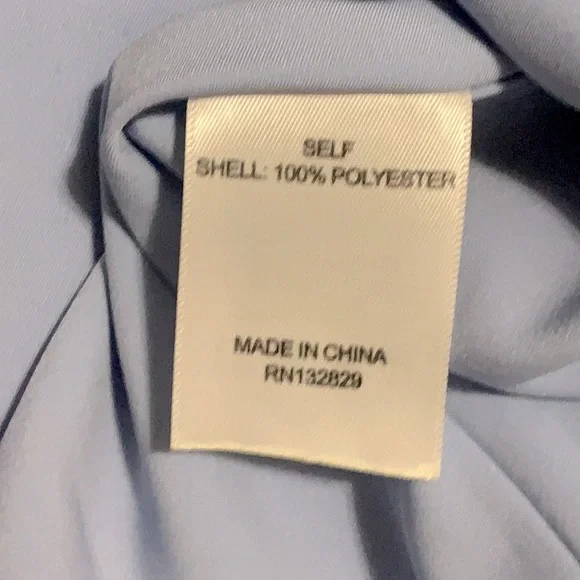 SELF
SHELL: 100% POLYESTER
MADE IN CHINA
RN132829